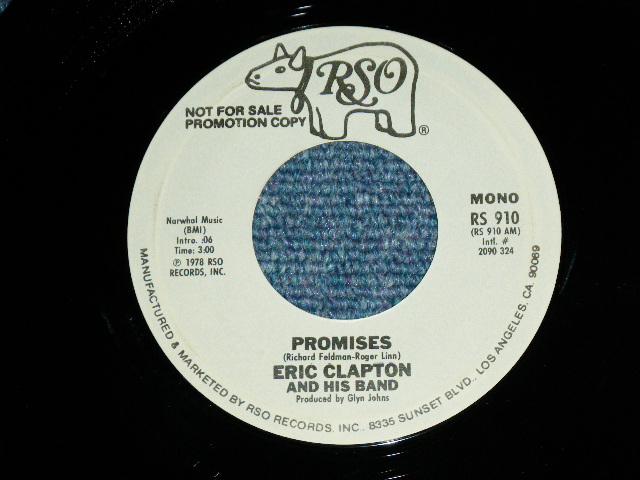 RSO
®
NOT FOR SALE
PROMOTION COPY
MONO
RS 910
(RS 910 AM)
Intl. #
2090 324
Narwhal Music
(BMI)
Intro. :06
Time: 3:00
℗ 1978 RSO
RECORDS, INC.
PROMISES
(Richard Feldman-Roger Linn)
ERIC CLAPTON
AND HIS BAND
Produced by Glyn Johns
MANUFACTURED & MARKETED BY RSO RECORDS, INC., 8335 SUNSET BLVD., LOS ANGELES, CA. 90069